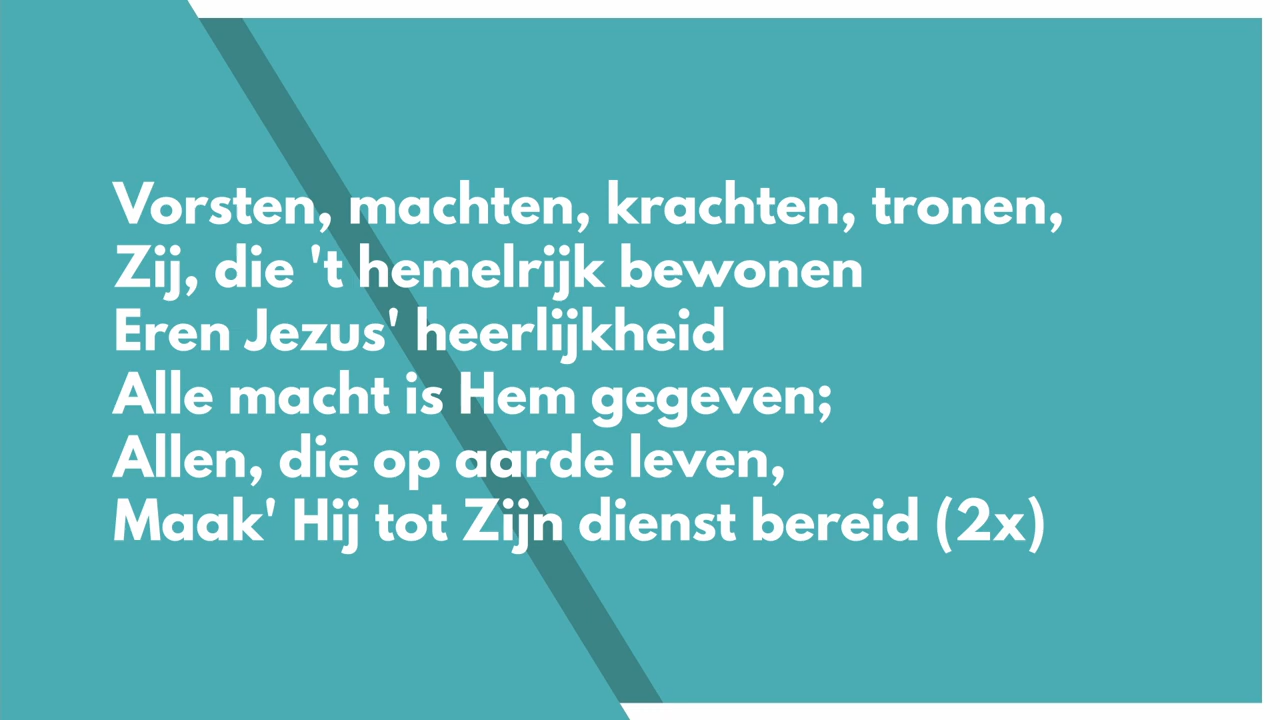 Vorsten, machten, krachten, tronen,
Zij, die 't hemelrijk bewonen
Eren Jezus' heerlijkheid
Alle macht is Hem gegeven;
Allen, die op aarde leven,
Maak' Hij tot Zijn dienst bereid (2x)